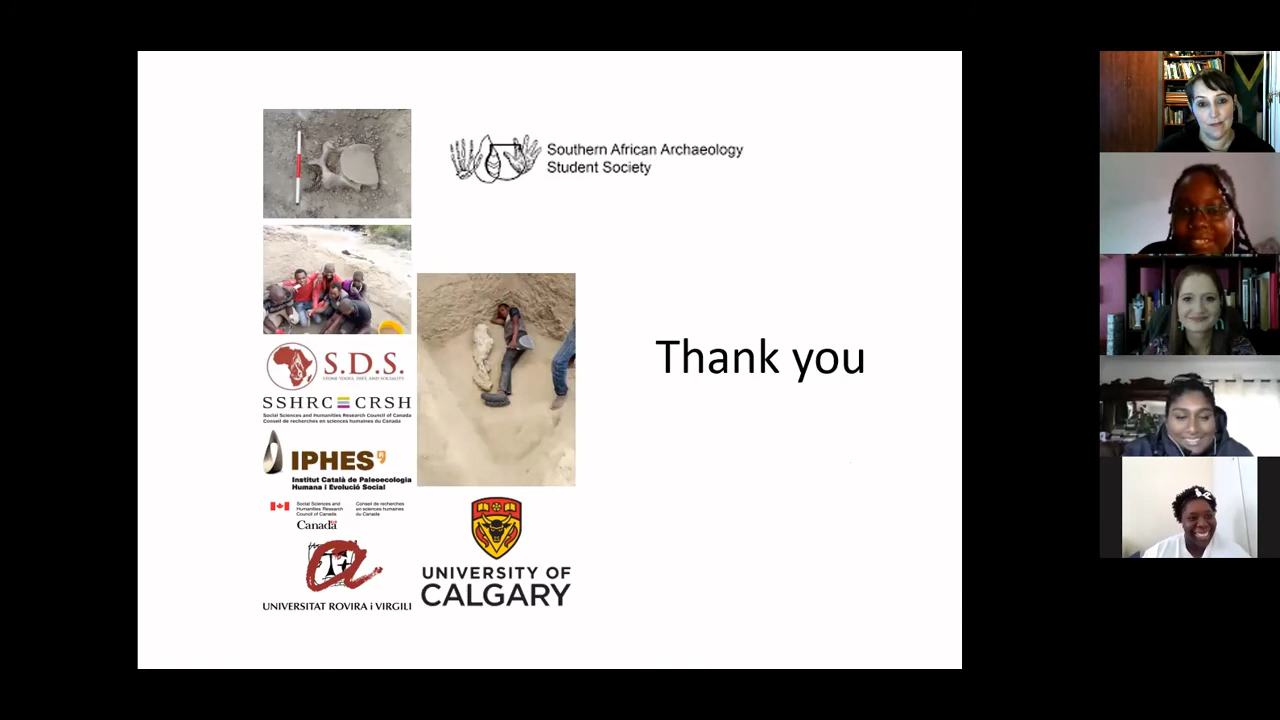 Southern African Archaeology
Student Society
Thank you
S.D.S.
STONE TOOLS, DIET, AND SOCIALITY
SSHRC CRSH
Social Sciences and Humanities Research Council of Canada
Conseil de recherches en sciences humaines du Canada
IPHES
Institut Català de Paleoecologia
Humana i Evolució Social
Social Sciences and
Humanities Research
Council of Canada
Conseil de recherches
en sciences humaines
du Canada
Canada
UNIVERSITAT ROVIRA i VIRGILI
UNIVERSITY OF
CALGARY